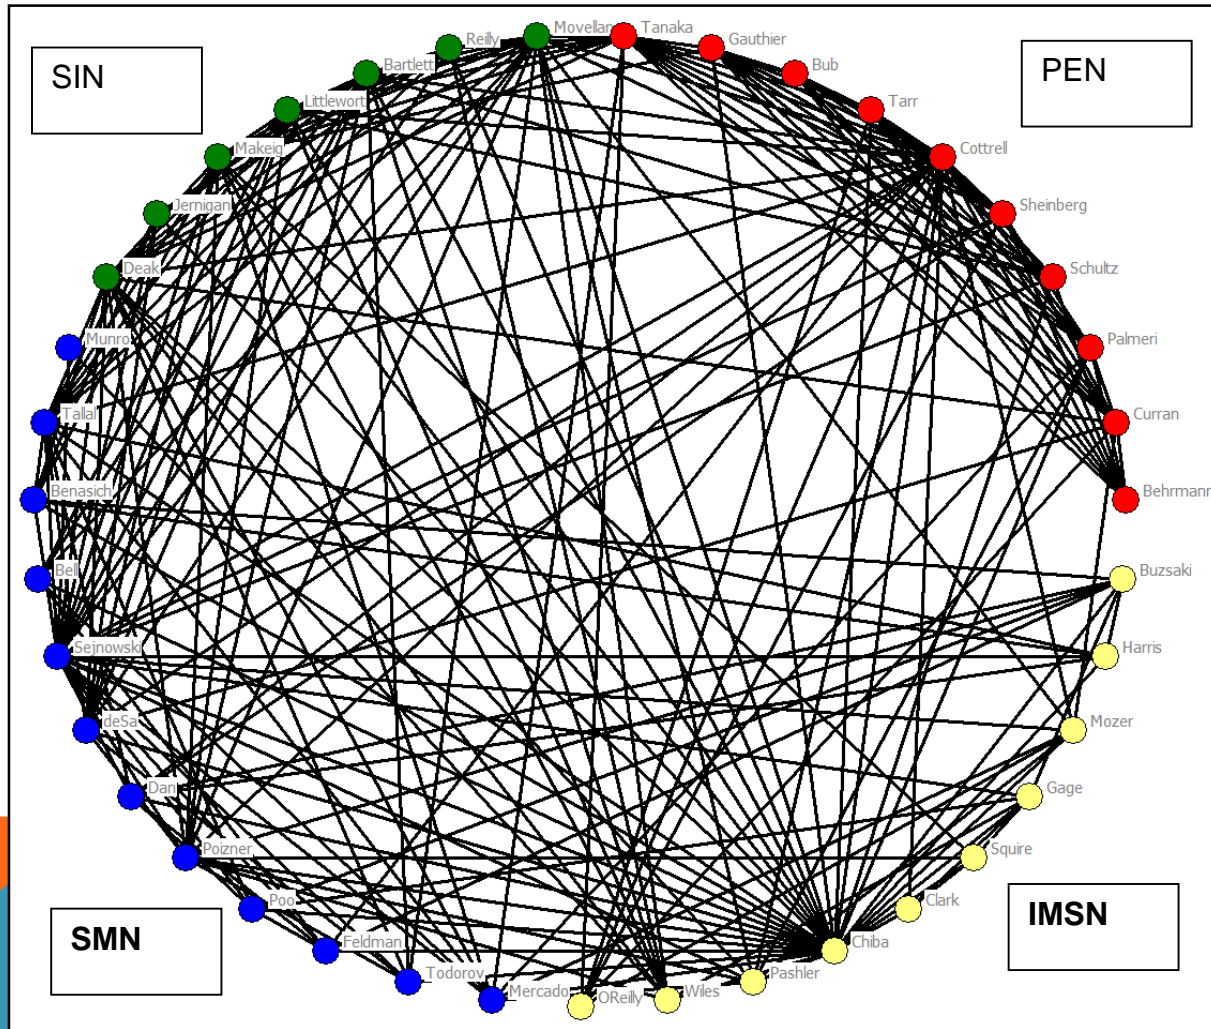 SIN
PEN
Movellan
Tanaka
Gauthier
Reilly
Bub
Bartlett
Tarr
Littlewort
Cottrell
Makeig
Sheinberg
Jernigan
Schultz
Deak
Palmeri
Munro
Curran
Tallal
Behrmann
Benasich
Buzsaki
Bell
Harris
Sejnowski
Mozer
deSa
Gage
Dan
Squire
Poizner
Clark
Poo
Chiba
Feldman
Pashler
Todorov
Wiles
Mercado
OReilly
SMN
IMSN